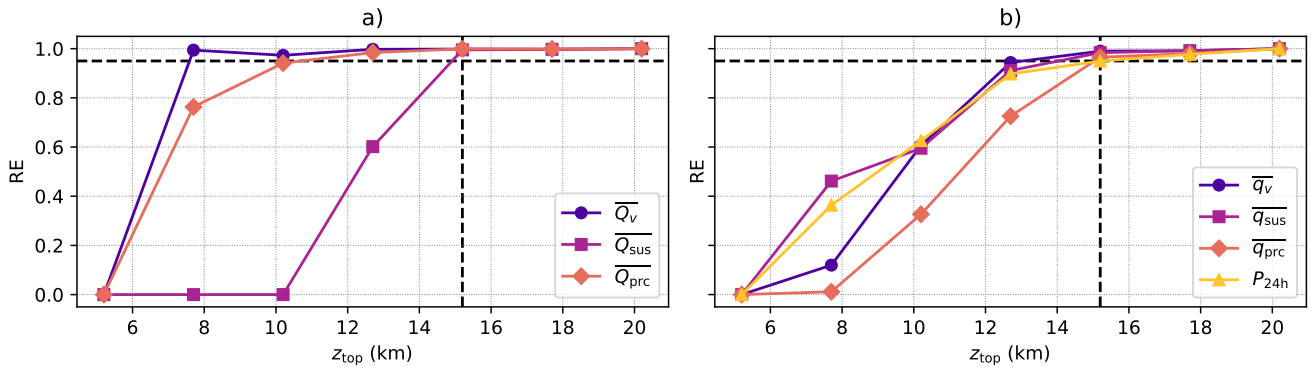 a)
RE
1.0
0.8
0.6
0.4
0.2
0.0
6 8 10 12 14 16 18 20
z_top (km)
Q̅_v
Q̅_sus
Q̅_prc
b)
RE
6 8 10 12 14 16 18 20
z_top (km)
q̅_v
q̅_sus
q̅_prc
P_24h